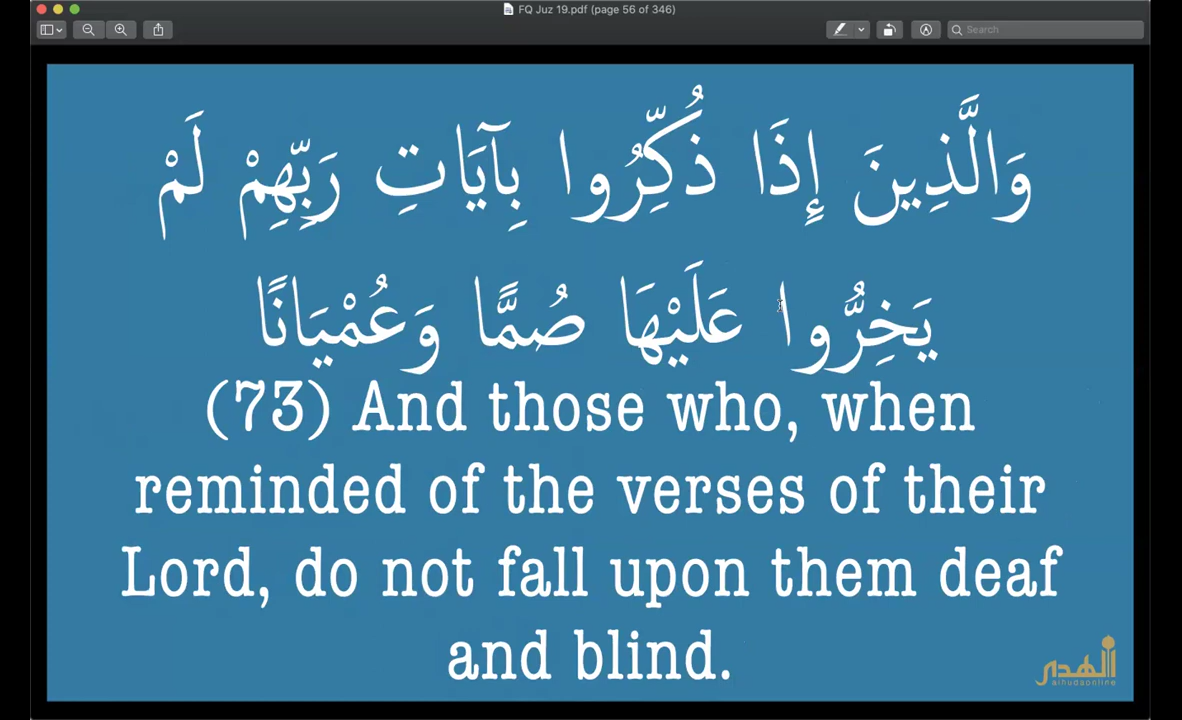 FQ Juz 19.pdf (page 56 of 346)
Search
وَالَّذِينَ إِذَا ذُكِّرُوا بِآيَاتِ رَبِّهِمْ لَمْ
يَخِرُّوا عَلَيْهَا صُمًّا وَعُمْيَانًا
(73) And those who, when
reminded of the verses of their
Lord, do not fall upon them deaf
and blind.
الهدى
alhudaonline